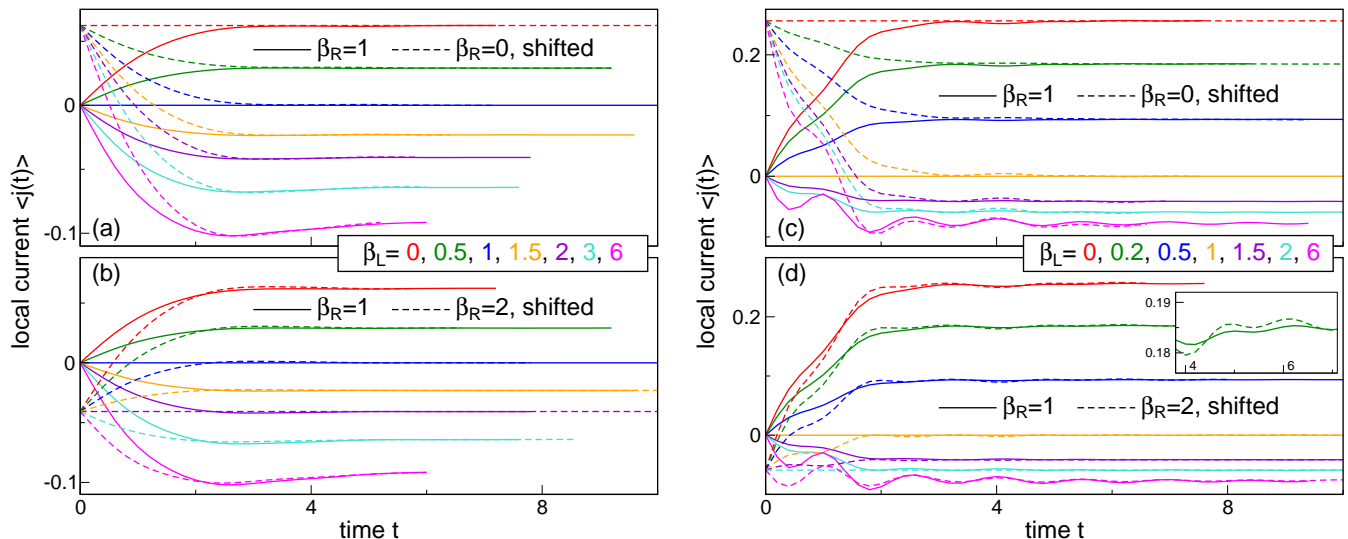 local current <j(t)>
0
-0.1
β_R=1
β_R=0, shifted
(a)
local current <j(t)>
0
-0.1
β_R=1
β_R=2, shifted
(b)
0
4
8
time t
β_L= 0, 0.5, 1, 1.5, 2, 3, 6
local current <j(t)>
0.2
0
β_R=1
β_R=0, shifted
(c)
local current <j(t)>
0.2
0
β_R=1
β_R=2, shifted
(d)
0.19
0.18
4
6
0
2
4
6
8
time t
β_L= 0, 0.2, 0.5, 1, 1.5, 2, 6